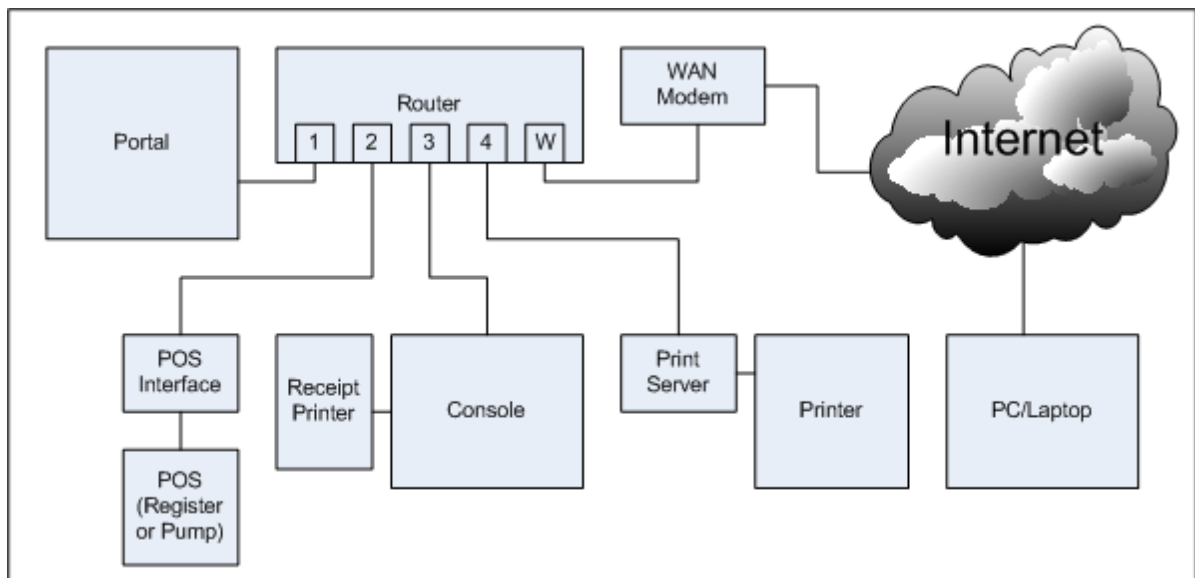 Portal
Router
1
2
3
4
W
WAN
Modem
Internet
POS
Interface
Receipt
Printer
Console
Print
Server
Printer
PC/Laptop
POS
(Register
or Pump)